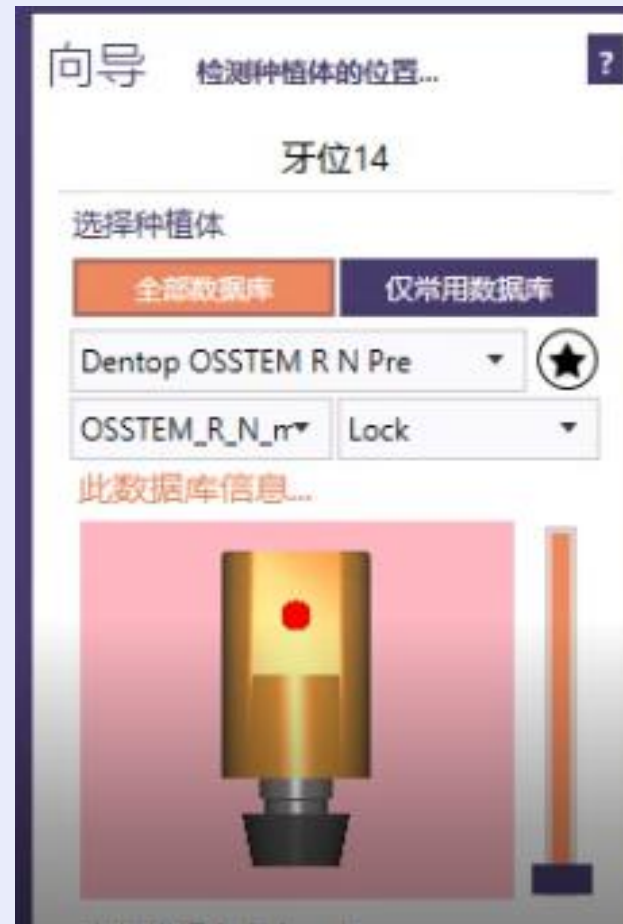 向导 检测种植体的位置... ?
牙位14
选择种植体
全部数据库 仅常用数据库
Dentop OSSTEM R N Pre
OSSTEM_R_N_m Lock
此数据库信息...